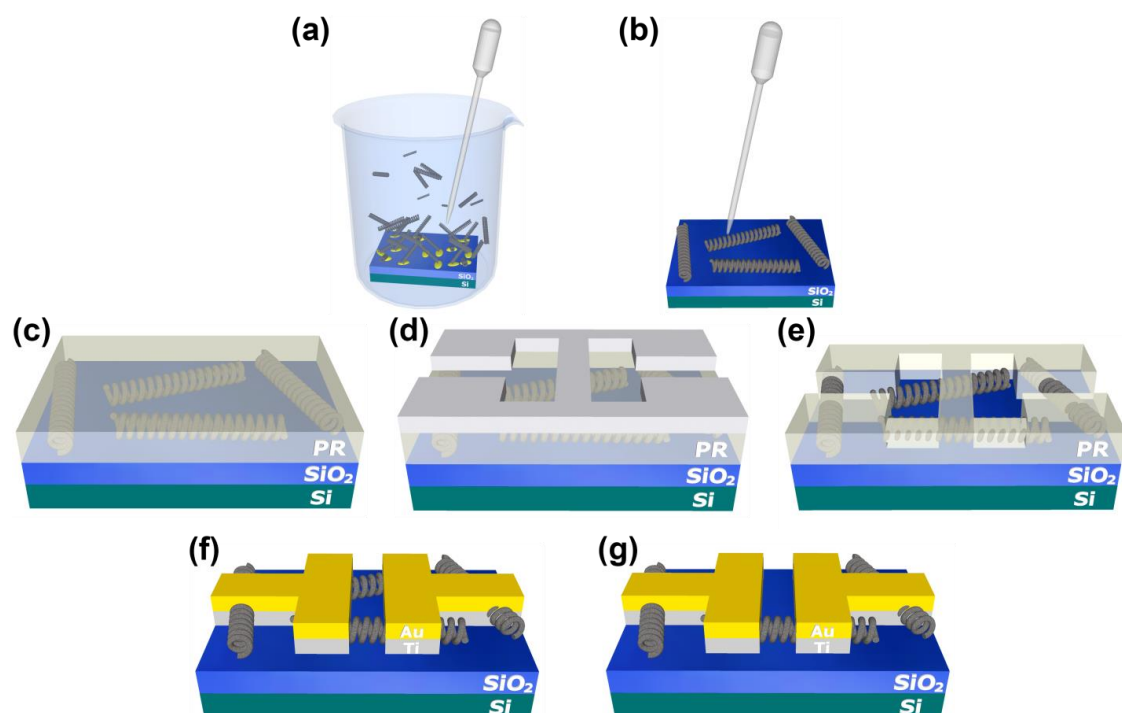 (a)
SiO₂
Si
(b)
SiO₂
Si
(c)
PR
SiO₂
Si
(d)
PR
SiO₂
Si
(e)
PR
SiO₂
Si
(f)
Au
Ti
SiO₂
Si
(g)
Au
Ti
SiO₂
Si